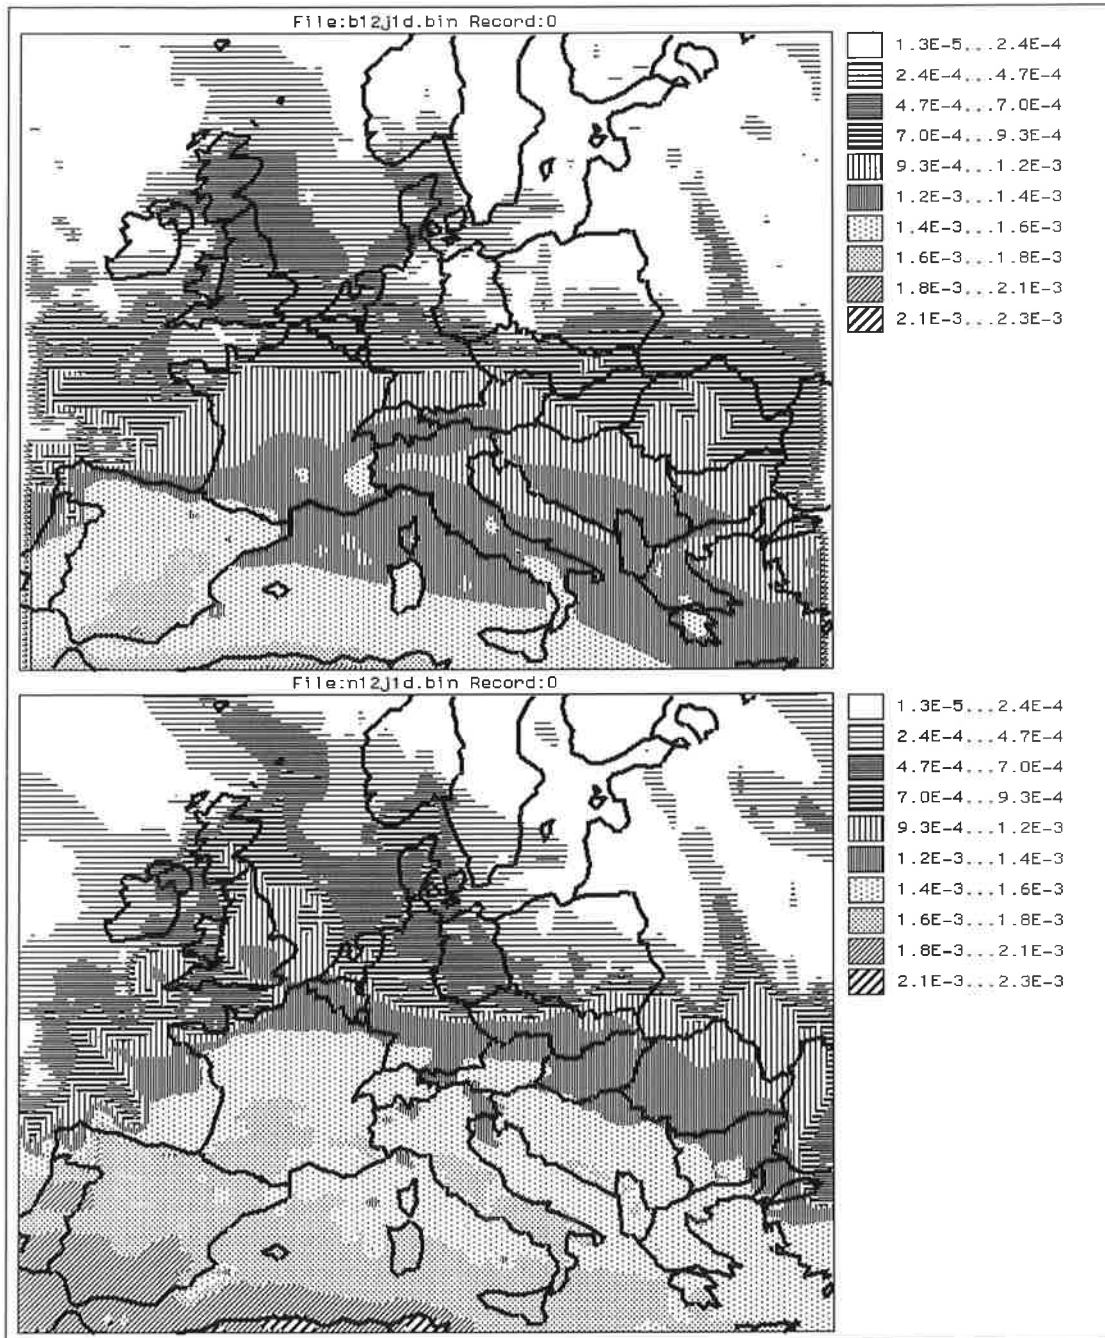 File:b12j1d.bin Record:0
1.3E-5...2.4E-4
2.4E-4...4.7E-4
4.7E-4...7.0E-4
7.0E-4...9.3E-4
9.3E-4...1.2E-3
1.2E-3...1.4E-3
1.4E-3...1.6E-3
1.6E-3...1.8E-3
1.8E-3...2.1E-3
2.1E-3...2.3E-3
File:n12j1d.bin Record:0
1.3E-5...2.4E-4
2.4E-4...4.7E-4
4.7E-4...7.0E-4
7.0E-4...9.3E-4
9.3E-4...1.2E-3
1.2E-3...1.4E-3
1.4E-3...1.6E-3
1.6E-3...1.8E-3
1.8E-3...2.1E-3
2.1E-3...2.3E-3